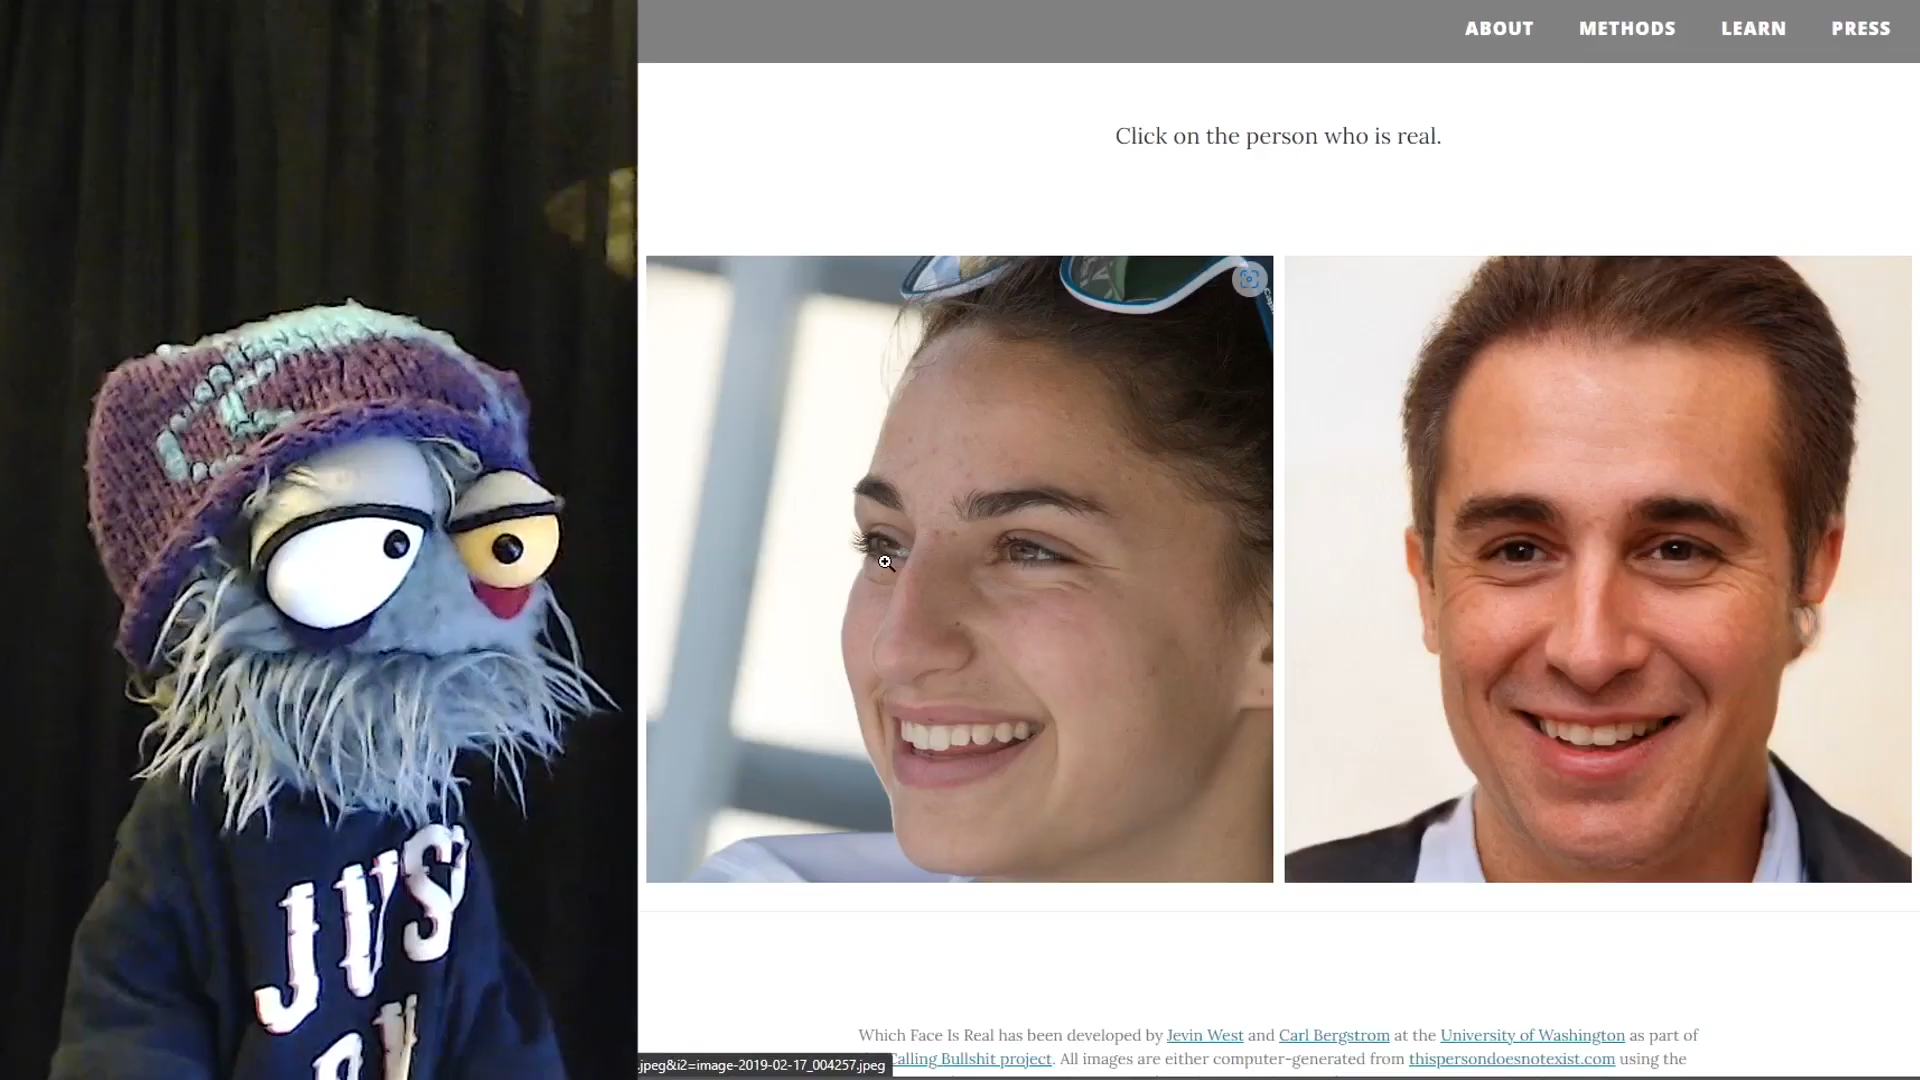 ABOUT METHODS LEARN PRESS
Click on the person who is real.
JVS
Which Face Is Real has been developed by Jevin West and Carl Bergstrom at the University of Washington as part of
Calling Bullshit project. All images are either computer-generated from thispersondoesnotexist.com using the
.jpeg&i2=image-2019-02-17_004257.jpeg